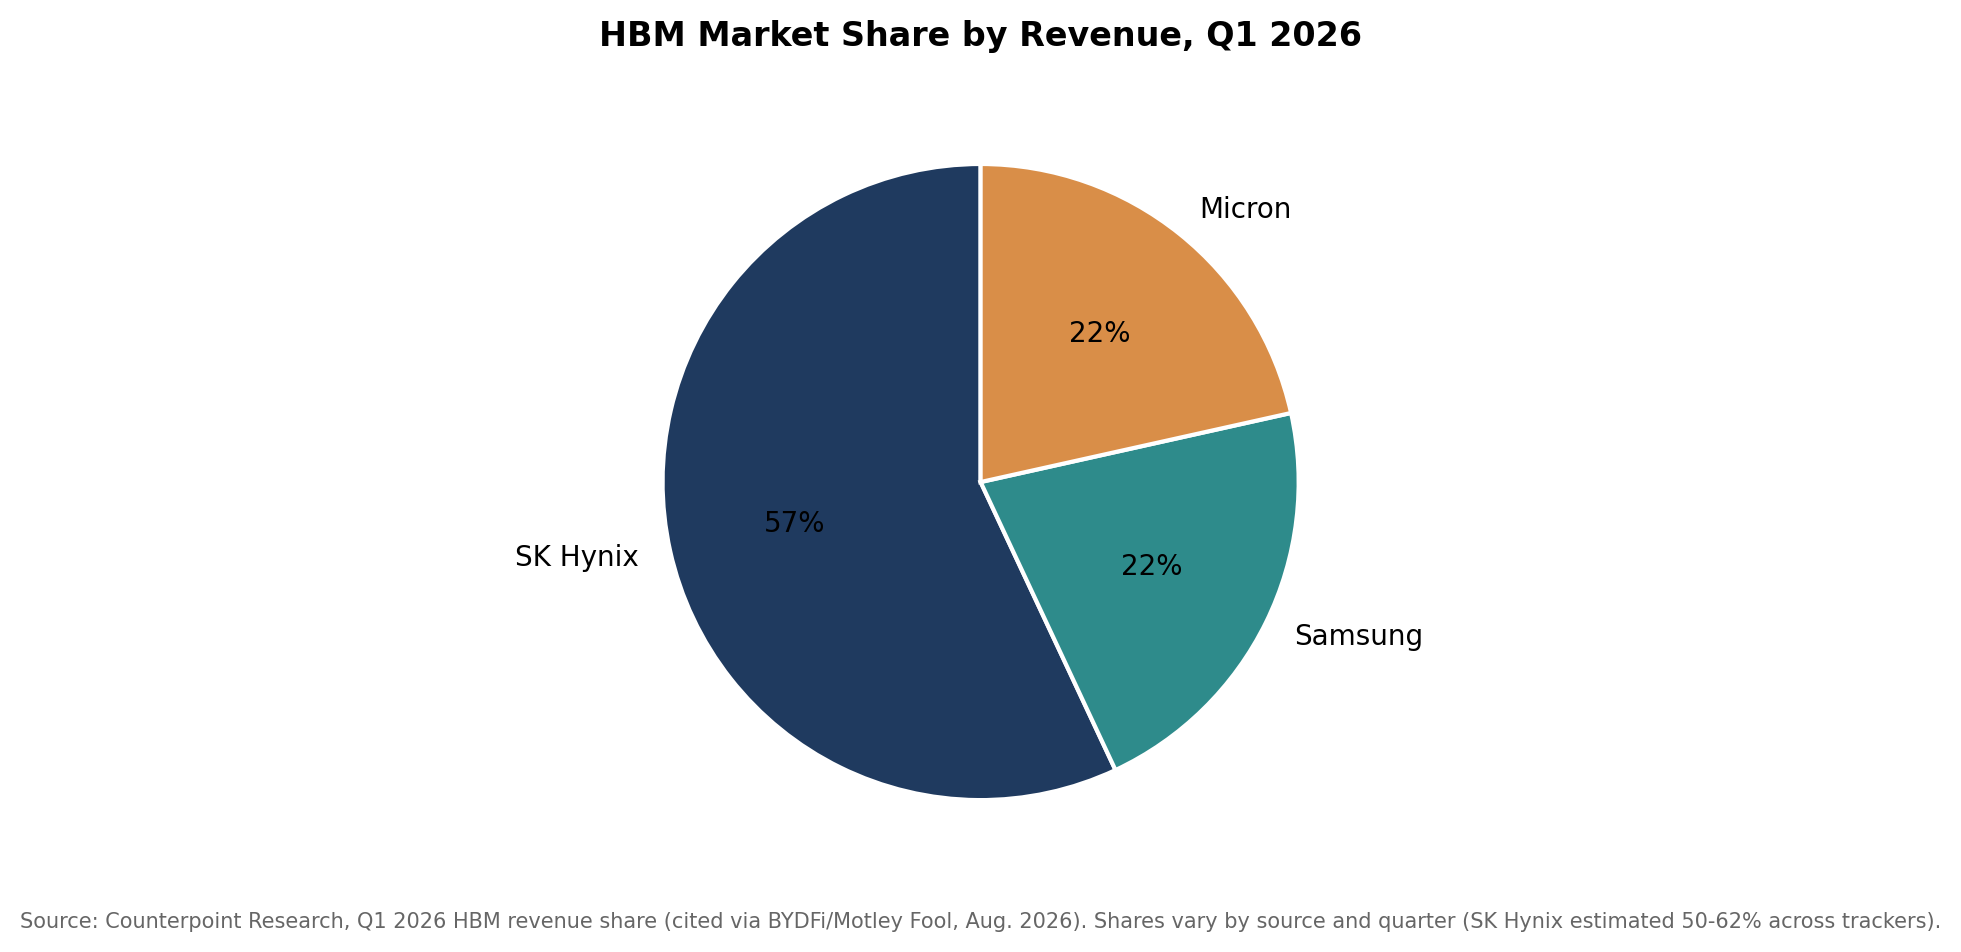 HBM Market Share by Revenue, Q1 2026
Micron
22%
57%
SK Hynix
22%
Samsung
Source: Counterpoint Research, Q1 2026 HBM revenue share (cited via BYDFi/Motley Fool, Aug. 2026). Shares vary by source and quarter (SK Hynix estimated 50-62% across trackers).